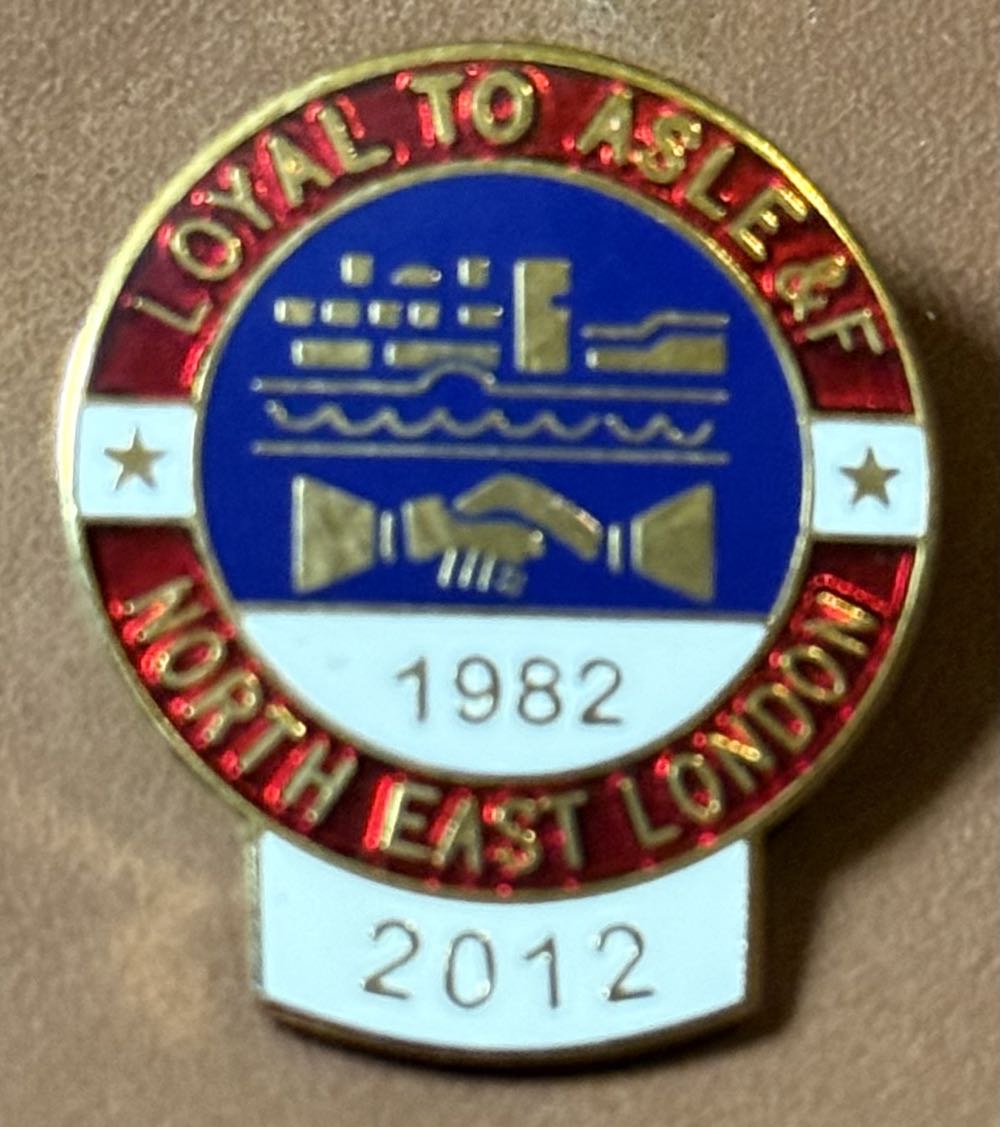 LOYAL TO ASLE&F
1982
NORTH EAST LONDON
2012